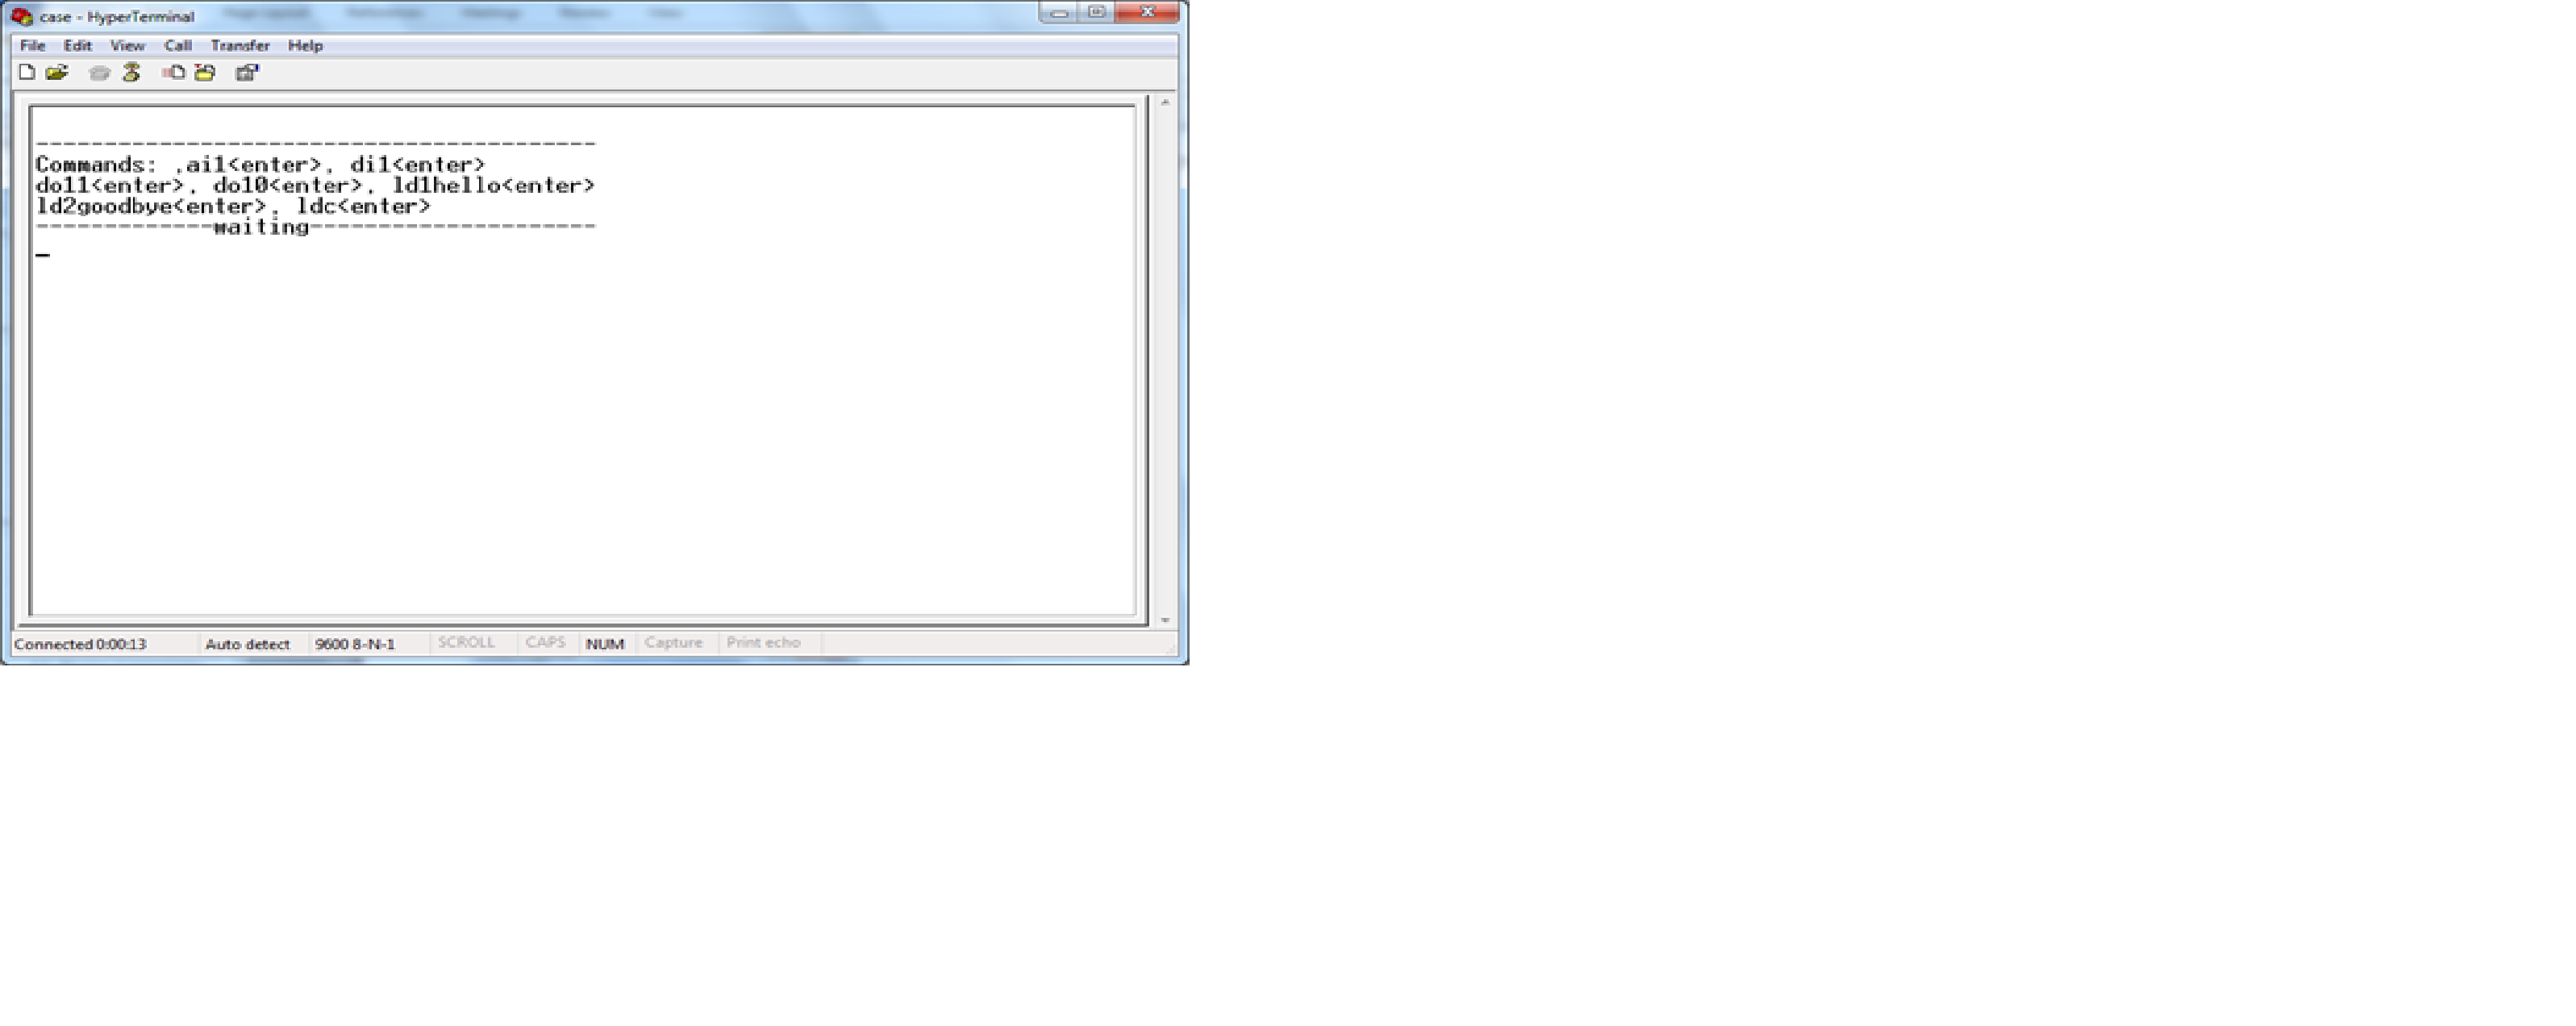 case - HyperTerminal
File Edit View Call Transfer Help
----------------------------------------
Commands: ,ai1<enter>, di1<enter>
do11<enter>, do10<enter>, ld1hello<enter>
ld2goodbye<enter>, ldc<enter>
-------------waiting---------------------
_
Connected 0:00:13 Auto detect 9600 8-N-1 SCROLL CAPS NUM Capture Print echo